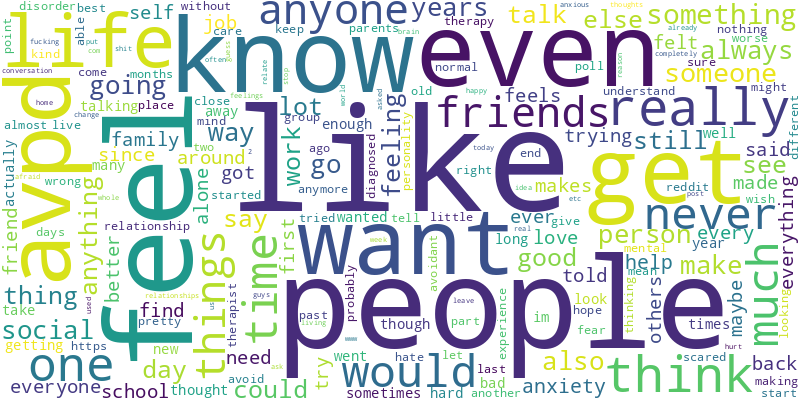 disorder best able without
point self job care keep parents brain
fucking put com shit guess often
kind
life know
anyone years therapy
even
talk else something
anxious thoughts already nothing
felt worse completely
always
conversation come months going
someone normal poll sure might
home change talking place close lot group old feels happy understand
almost live away relate stop feelings
avpd feel like
friends really
world asked
get
family mind way enough
feeling trying still well said
different
since two ago go
work diagnosed personality
end makes reason
see
actually wrong many around got anymore
right today idea etc reddit post made
afraid whole alone started
wish everything
friend anything
say tried wanted tell little ever give
never
days relationship
want
long love person every
real mental year
better things time first week avoidant
good help mean make much
thing
probably
told others maybe looking
take used relationships us therapist guys past though part experience im look hope thinking times
find
people
social pretty living leave fear scared
getting https new need ask try went hate let last
also back
one day
would
bad anxiety think hurt
everyone school thought avoid could sometimes hard another making start